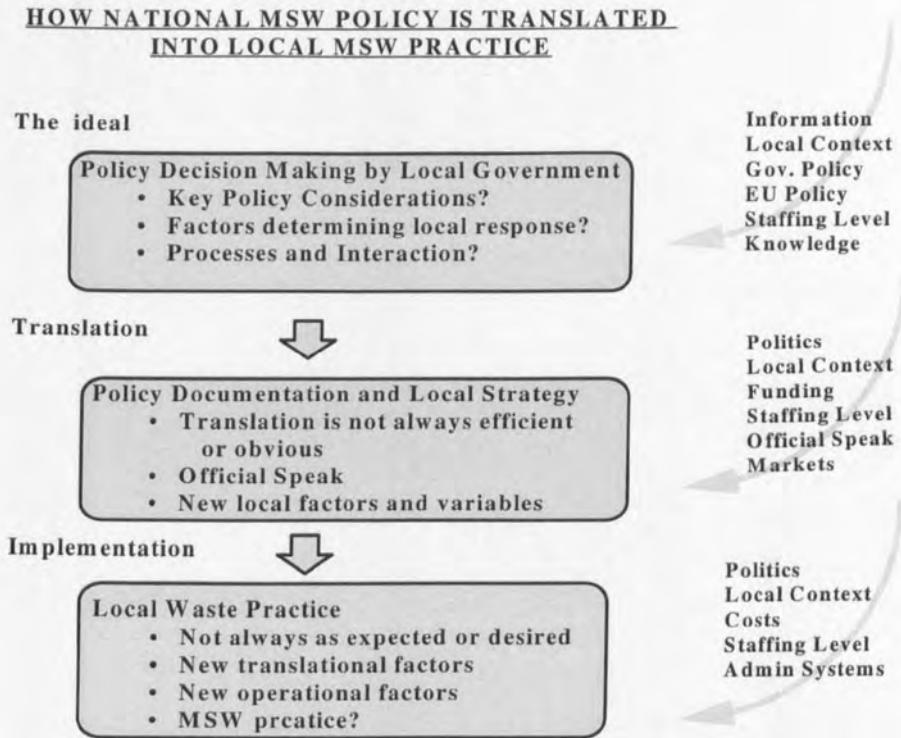 HOW NATIONAL MSW POLICY IS TRANSLATED
INTO LOCAL MSW PRACTICE
The ideal
Policy Decision Making by Local Government
• Key Policy Considerations?
• Factors determining local response?
• Processes and Interaction?
Information
Local Context
Gov. Policy
EU Policy
Staffing Level
Knowledge
Translation
Policy Documentation and Local Strategy
• Translation is not always efficient
or obvious
• Official Speak
• New local factors and variables
Politics
Local Context
Funding
Staffing Level
Official Speak
Markets
Implementation
Local Waste Practice
• Not always as expected or desired
• New translational factors
• New operational factors
• MSW prcatice?
Politics
Local Context
Costs
Staffing Level
Admin Systems